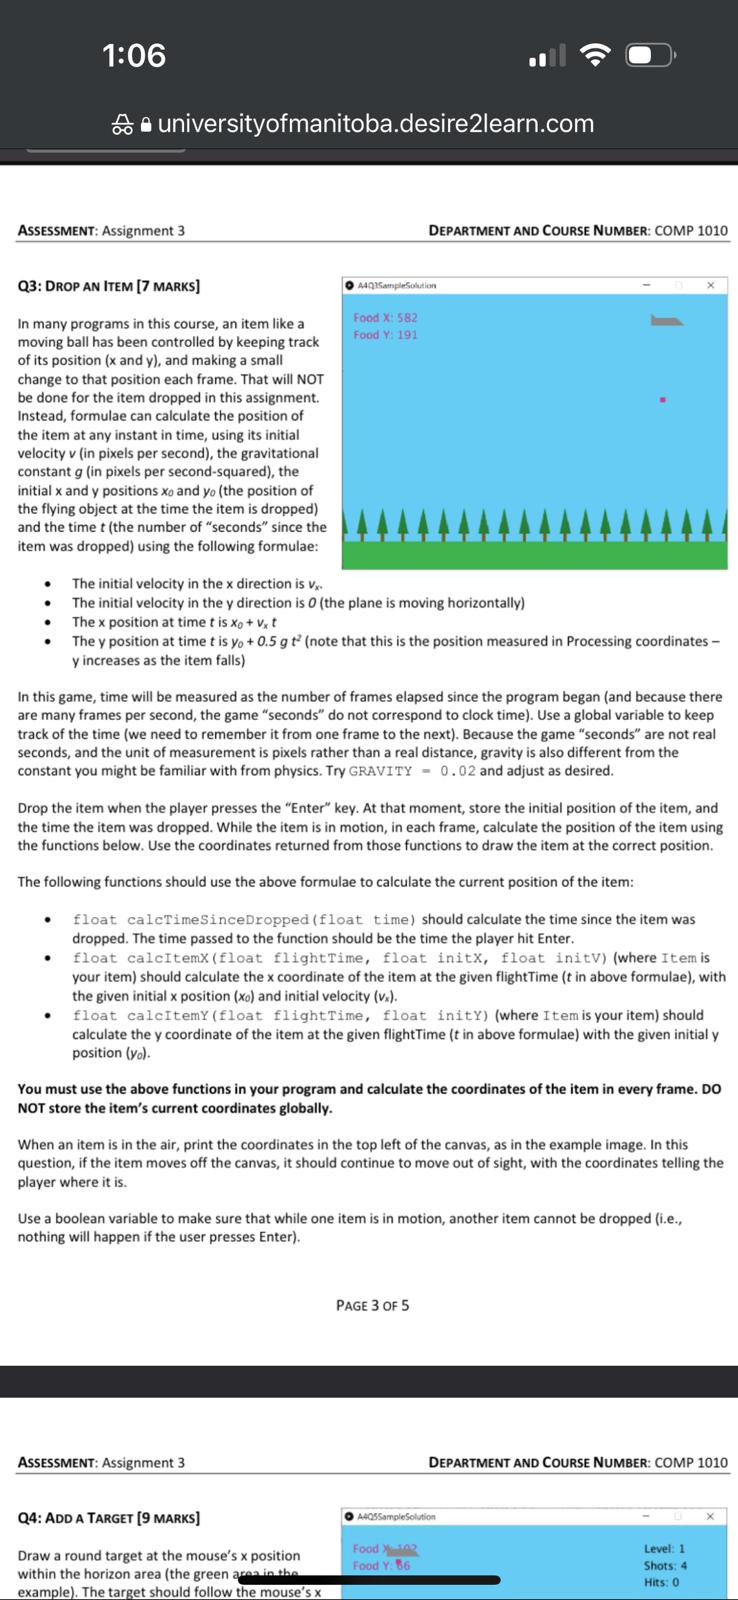 1:06
universityofmanitoba.desire2learn.com
ASSESSMENT: Assignment 3
DEPARTMENT AND COURSE NUMBER: COMP 1010
Q3: DROP AN ITEM [7 MARKS]
In many programs in this course, an item like a
moving ball has been controlled by keeping track
of its position (x and y), and making a small
change to that position each frame. That will NOT
be done for the item dropped in this assignment.
Instead, formulae can calculate the position of
the item at any instant in time, using its initial
velocity v (in pixels per second), the gravitational
constant g (in pixels per second-squared), the
initial x and y positions x₀ and y₀ (the position of
the flying object at the time the item is dropped)
and the time t (the number of "seconds" since the
item was dropped) using the following formulae:
A4Q3SampleSolution
Food X: 582
Food Y: 191
• The initial velocity in the x direction is vₓ.
• The initial velocity in the y direction is 0 (the plane is moving horizontally)
• The x position at time t is x₀ + vₓ t
• The y position at time t is y₀ + 0.5 g t² (note that this is the position measured in Processing coordinates –
y increases as the item falls)
In this game, time will be measured as the number of frames elapsed since the program began (and because there
are many frames per second, the game "seconds" do not correspond to clock time). Use a global variable to keep
track of the time (we need to remember it from one frame to the next). Because the game "seconds" are not real
seconds, and the unit of measurement is pixels rather than a real distance, gravity is also different from the
constant you might be familiar with from physics. Try GRAVITY = 0.02 and adjust as desired.
Drop the item when the player presses the "Enter" key. At that moment, store the initial position of the item, and
the time the item was dropped. While the item is in motion, in each frame, calculate the position of the item using
the functions below. Use the coordinates returned from those functions to draw the item at the correct position.
The following functions should use the above formulae to calculate the current position of the item:
• float calcTimeSinceDropped(float time) should calculate the time since the item was
dropped. The time passed to the function should be the time the player hit Enter.
• float calcItemX(float flightTime, float initX, float initV) (where Item is
your item) should calculate the x coordinate of the item at the given flightTime (t in above formulae), with
the given initial x position (x₀) and initial velocity (vₓ).
• float calcItemY(float flightTime, float initY) (where Item is your item) should
calculate the y coordinate of the item at the given flightTime (t in above formulae) with the given initial y
position (y₀).
You must use the above functions in your program and calculate the coordinates of the item in every frame. DO
NOT store the item's current coordinates globally.
When an item is in the air, print the coordinates in the top left of the canvas, as in the example image. In this
question, if the item moves off the canvas, it should continue to move out of sight, with the coordinates telling the
player where it is.
Use a boolean variable to make sure that while one item is in motion, another item cannot be dropped (i.e.,
nothing will happen if the user presses Enter).
PAGE 3 OF 5
ASSESSMENT: Assignment 3
DEPARTMENT AND COURSE NUMBER: COMP 1010
Q4: ADD A TARGET [9 MARKS]
Draw a round target at the mouse's x position
within the horizon area (the green area in the
example). The target should follow the mouse's x
A4Q5SampleSolution
Food
Food Y:
Level: 1
Shots: 4
Hits: 0